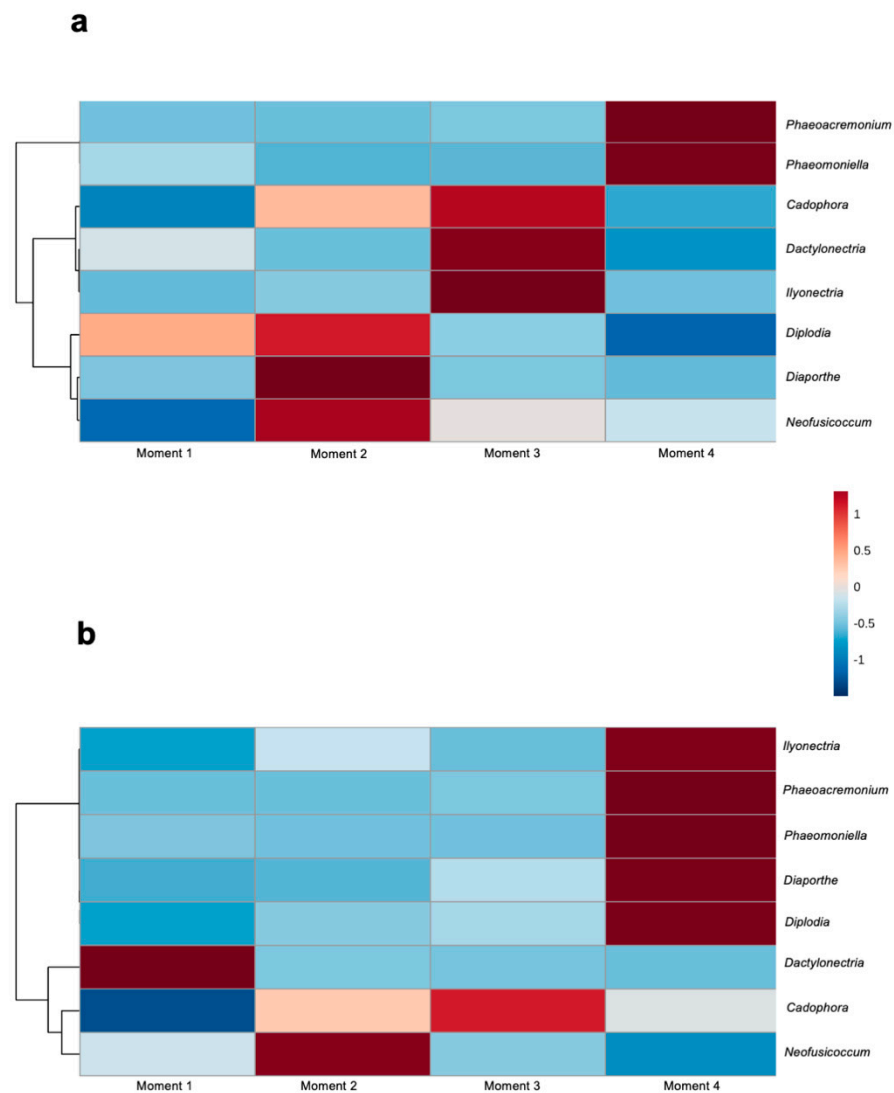 a
Phaeoacremonium
Phaeomoniella
Cadophora
Dactylonectria
Ilyonectria
Diplodia
Diaporthe
Neofusicoccum
Moment 1 Moment 2 Moment 3 Moment 4
1
0.5
0
-0.5
-1
b
Ilyonectria
Phaeoacremonium
Phaeomoniella
Diaporthe
Diplodia
Dactylonectria
Cadophora
Neofusicoccum
Moment 1 Moment 2 Moment 3 Moment 4